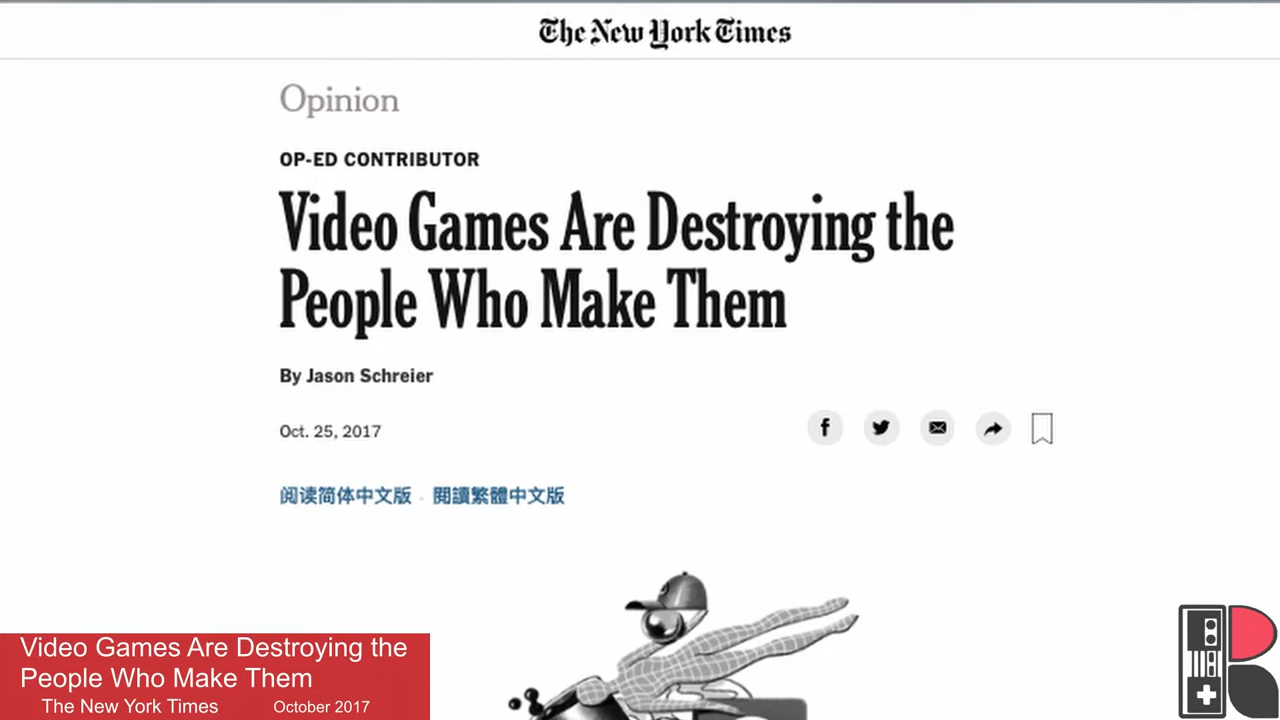 The New York Times
Opinion
OP-ED CONTRIBUTOR
Video Games Are Destroying the
People Who Make Them
By Jason Schreier
Oct. 25, 2017
阅读简体中文版 · 閱讀繁體中文版
Video Games Are Destroying the
People Who Make Them
The New York Times October 2017